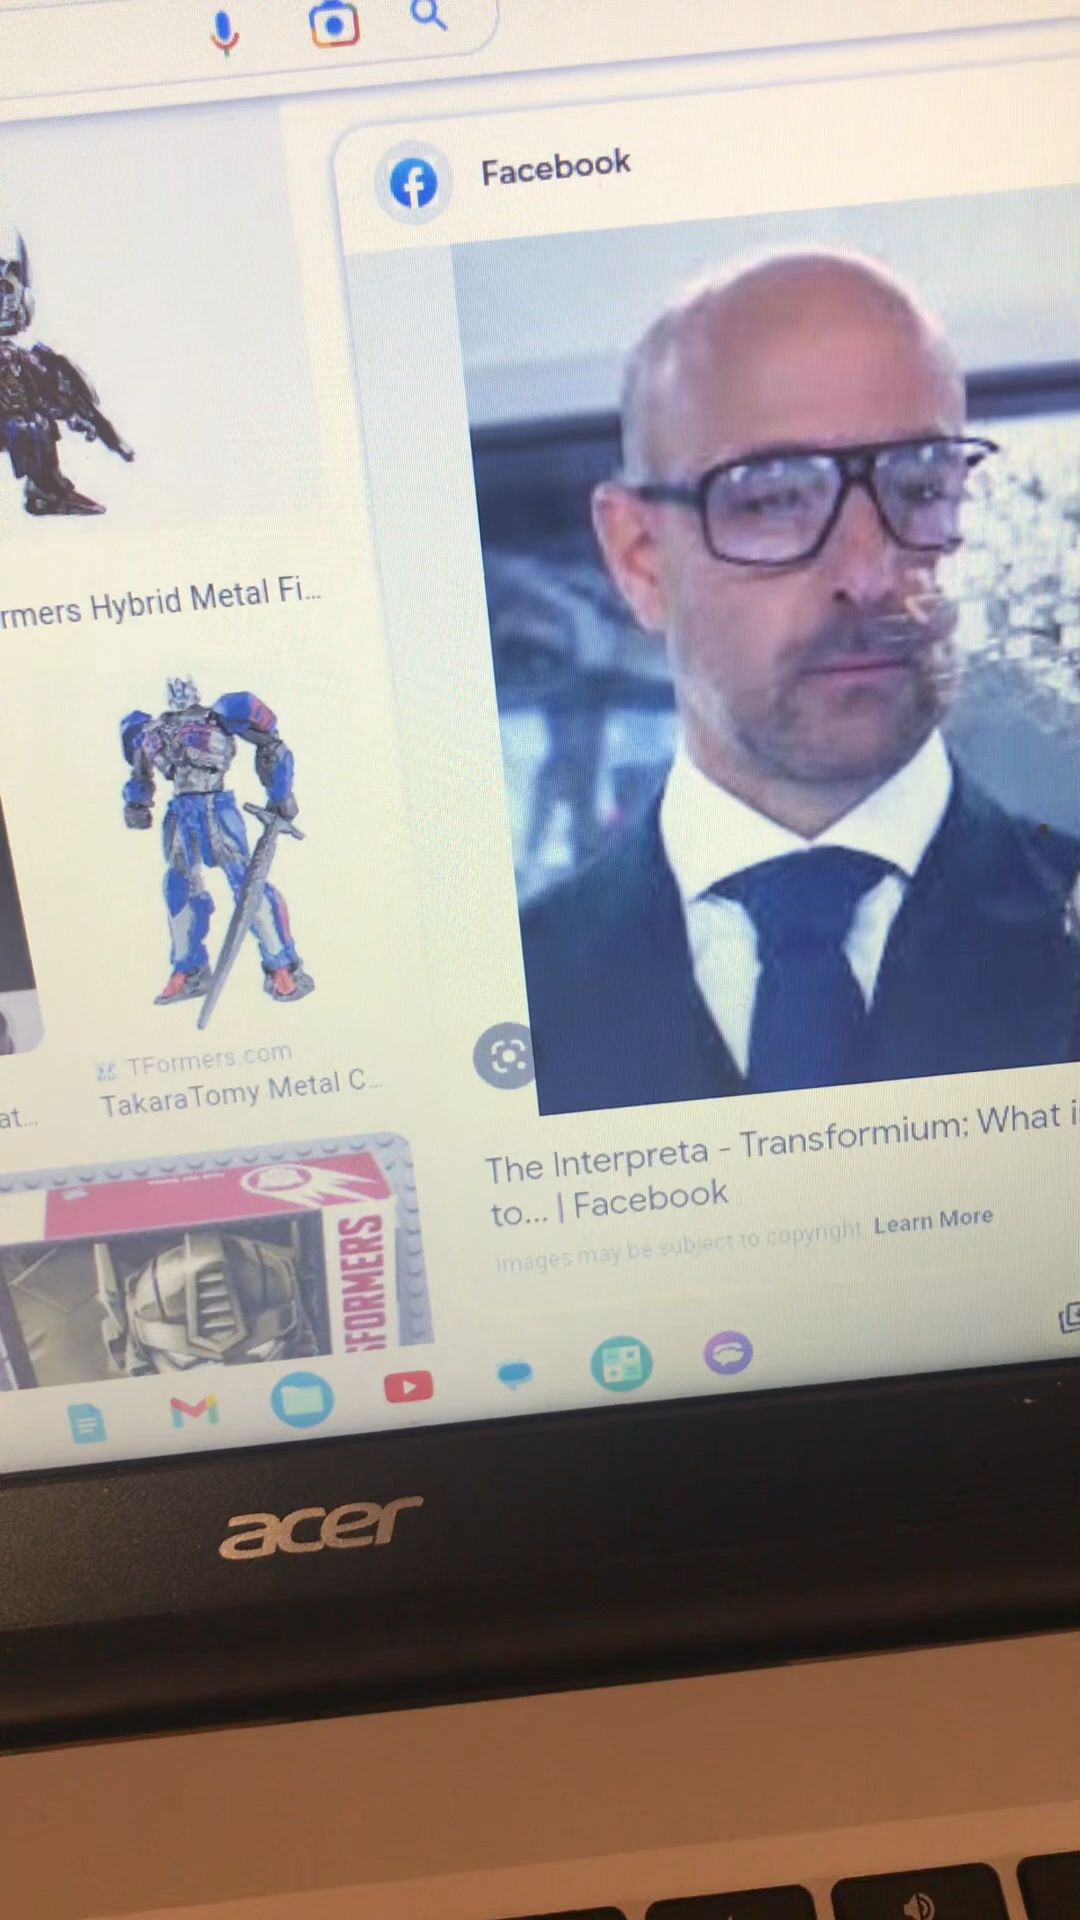 Facebook
rmers Hybrid Metal Fi...
TFormers.com
TakaraTomy Metal C...
at...
The Interpreta - Transformium; What i
to... | Facebook
Images may be subject to copyright Learn More
FORMERS
acer